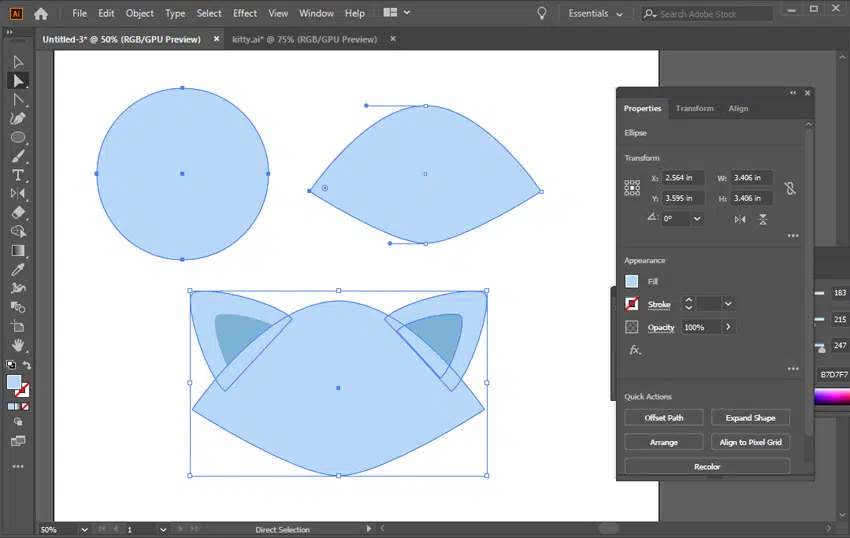 Ai File Edit Object Type Select Effect View Window Help Essentials Search Adobe Stock
Untitled-3* @ 50% (RGB/GPU Preview) × kitty.ai* @ 75% (RGB/GPU Preview) ×
Properties Transform Align
Ellipse
Transform
X: 2.564 in W: 3.406 in
Y: 3.595 in H: 3.406 in
0°
Appearance
Fill
Stroke
Opacity 100%
fx.
Quick Actions
Offset Path Expand Shape
Arrange Align to Pixel Grid
Recolor
183
215
247
B7D7F7
50% 1 Direct Selection